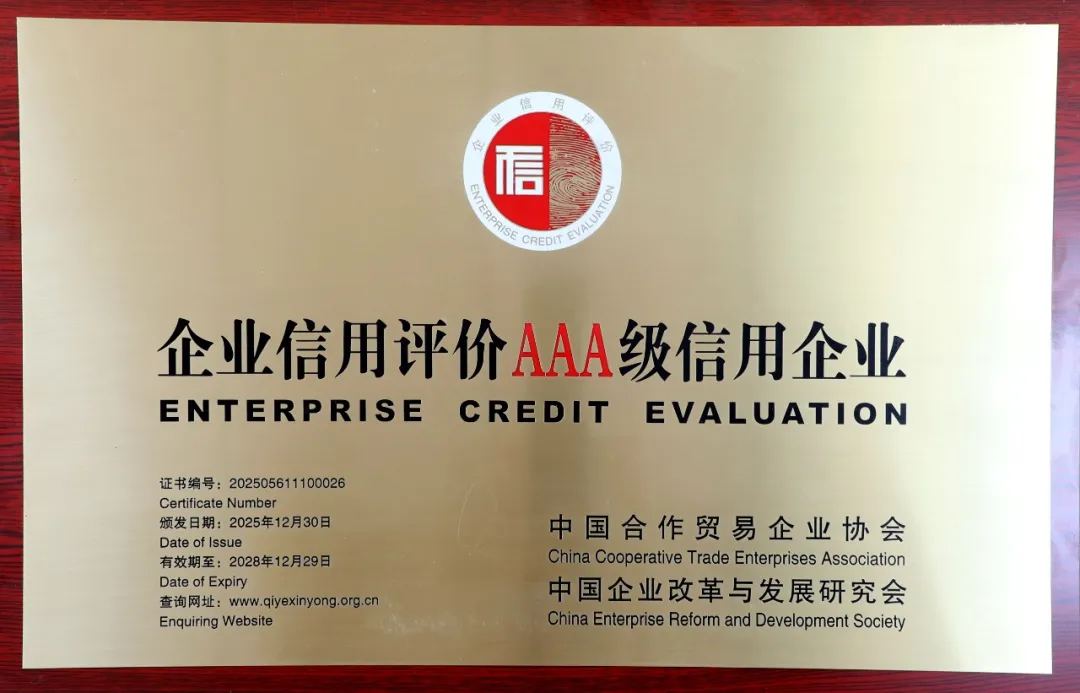 企业信用评价
信
ENTERPRISE CREDIT EVALUATION
企业信用评价AAA级信用企业
ENTERPRISE CREDIT EVALUATION
证书编号：202505611100026
Certificate Number
颁发日期：2025年12月30日
Date of Issue
有效期至：2028年12月29日
Date of Expiry
查询网址：www.qiyexinyong.org.cn
Enquiring Website
中国合作贸易企业协会
China Cooperative Trade Enterprises Association
中国企业改革与发展研究会
China Enterprise Reform and Development Society